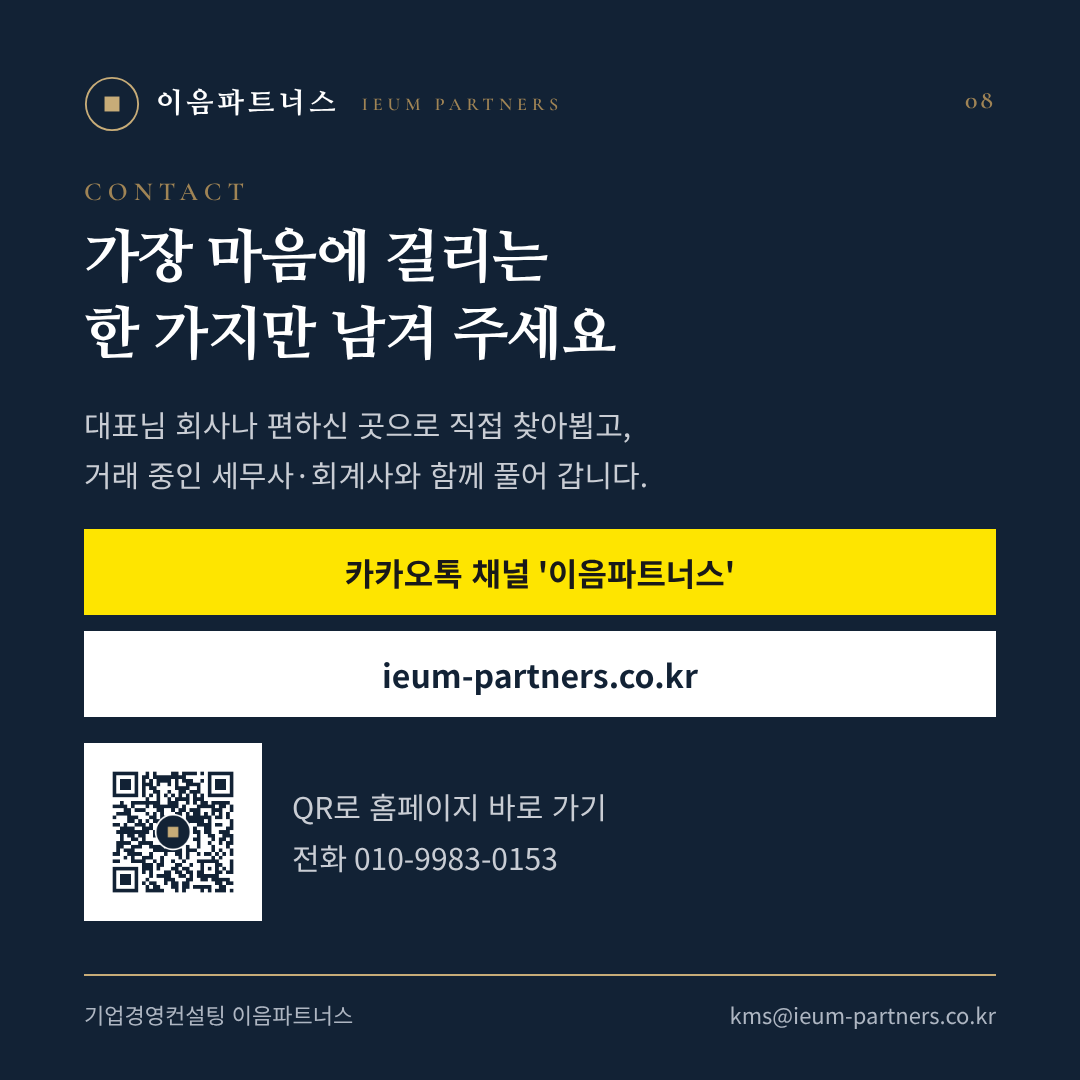 이음파트너스 IEUM PARTNERS 08
CONTACT
가장 마음에 걸리는
한 가지만 남겨 주세요
대표님 회사나 편하신 곳으로 직접 찾아뵙고,
거래 중인 세무사·회계사와 함께 풀어 갑니다.
카카오톡 채널 '이음파트너스'
ieum-partners.co.kr
QR로 홈페이지 바로 가기
전화 010-9983-0153
기업경영컨설팅 이음파트너스 kms@ieum-partners.co.kr